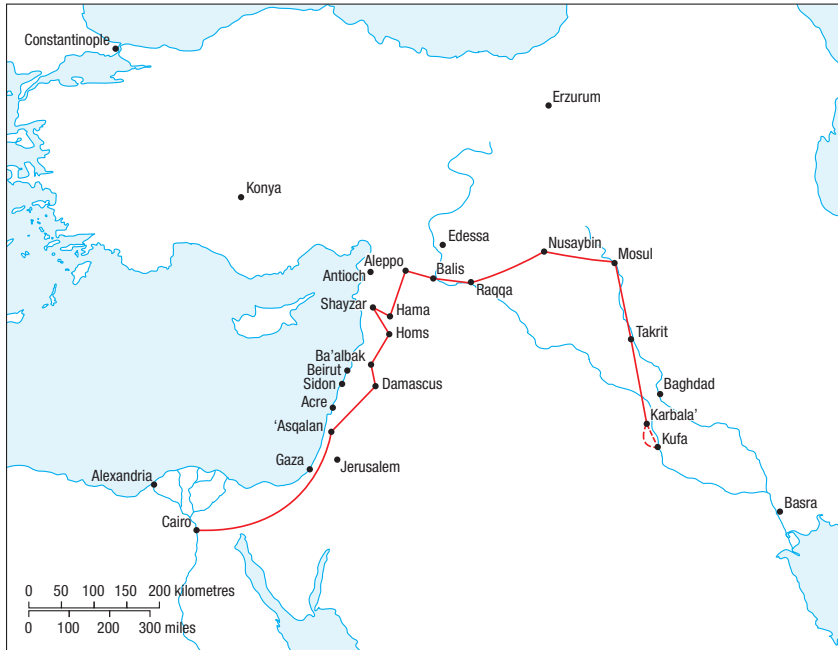 Constantinople
Erzurum
Konya
Edessa
Nusaybin
Mosul
Aleppo
Antioch
Balis
Raqqa
Shayzar
Hama
Homs
Takrit
Ba'albak
Beirut
Sidon
Damascus
Baghdad
Acre
Karbala'
'Asqalan
Kufa
Gaza
Jerusalem
Alexandria
Basra
Cairo
0 50 100 150 200 kilometres
0 100 200 300 miles